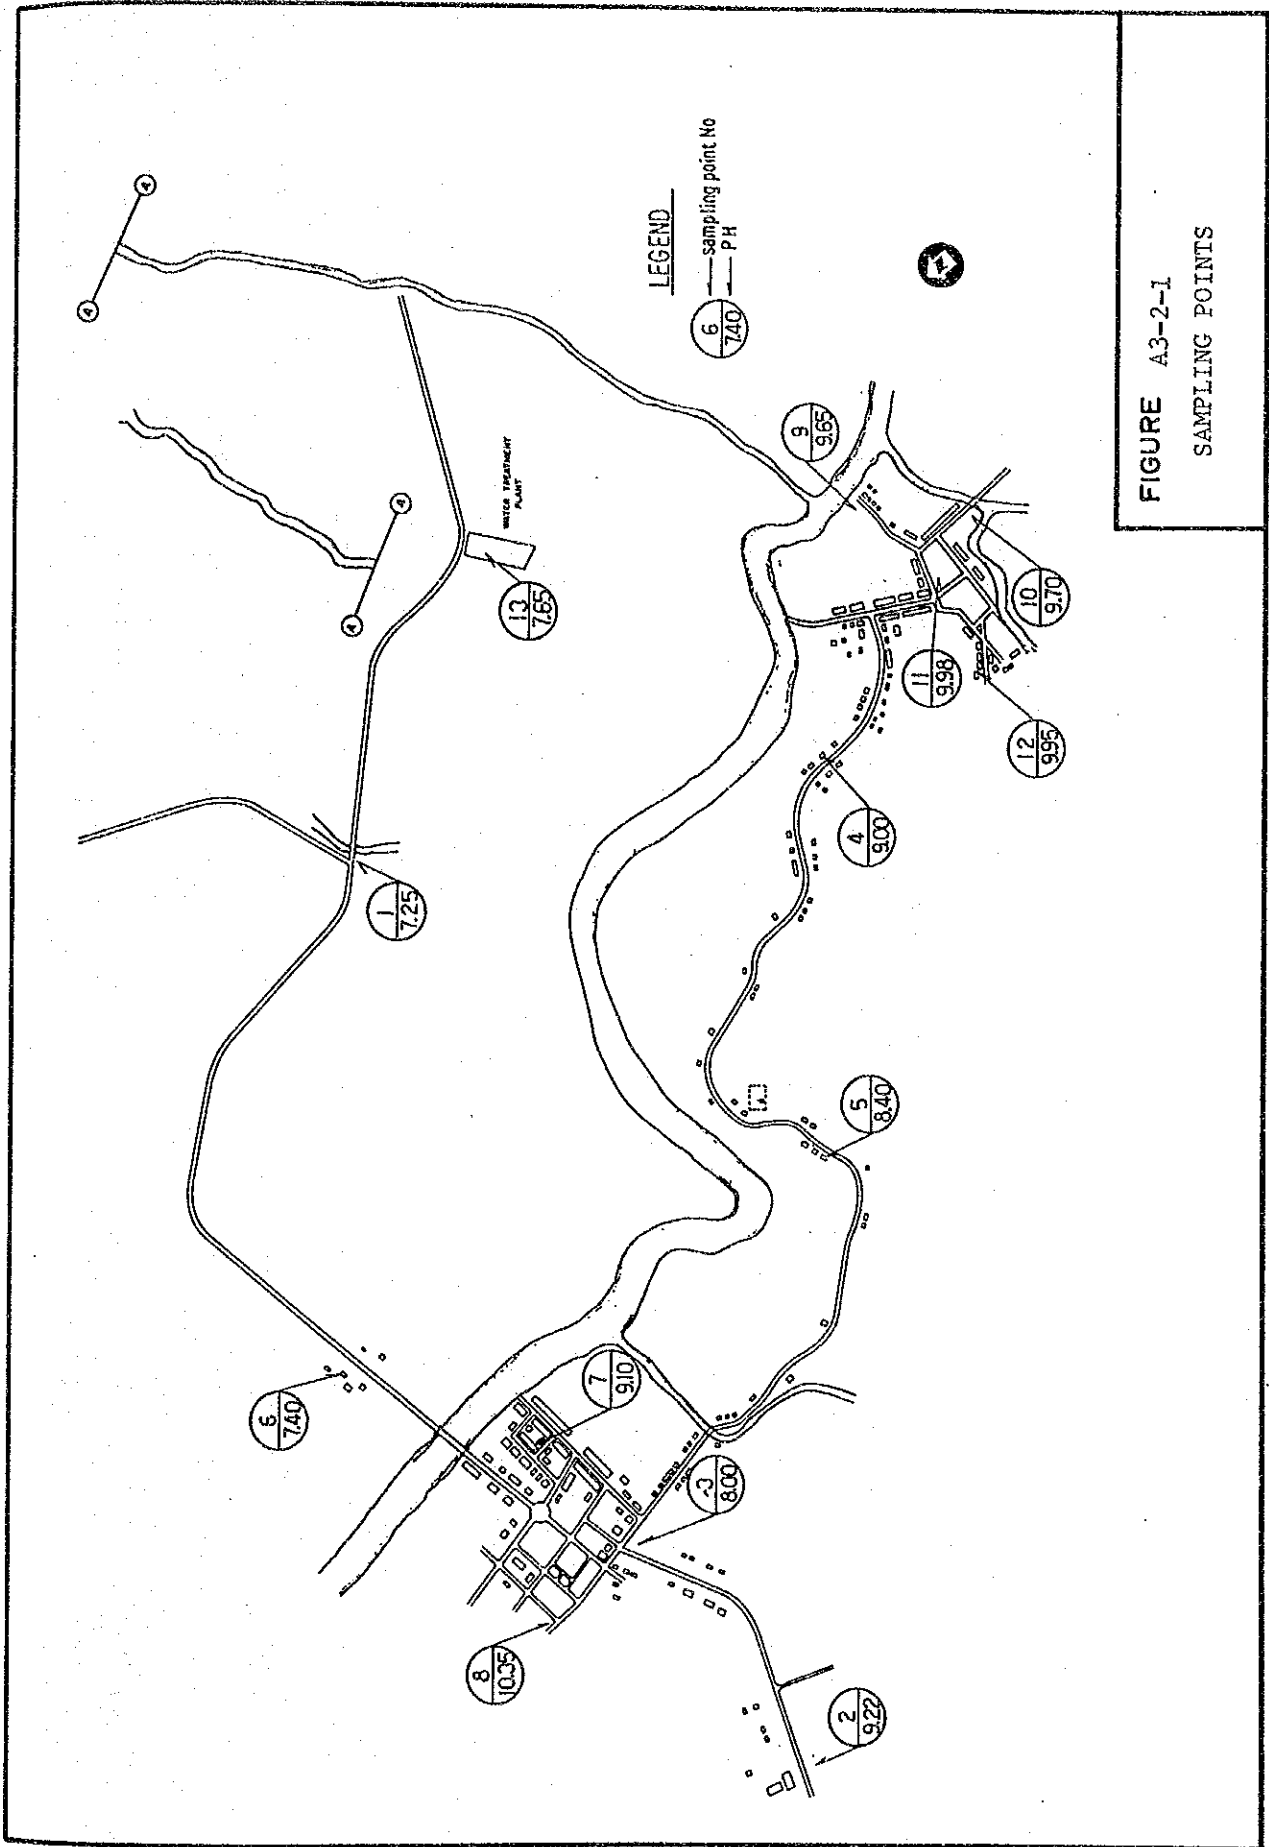 LEGEND
6 sampling point No
7.40 PH
A
A
A
A
WATER TREATMENT
PLANT
13
7.65
1
7.25
6
7.40
7
9.10
8
10.35
3
8.00
2
9.22
5
8.40
4
9.00
9
9.65
10
9.70
11
9.98
12
9.95
N
FIGURE A3-2-1
SAMPLING POINTS